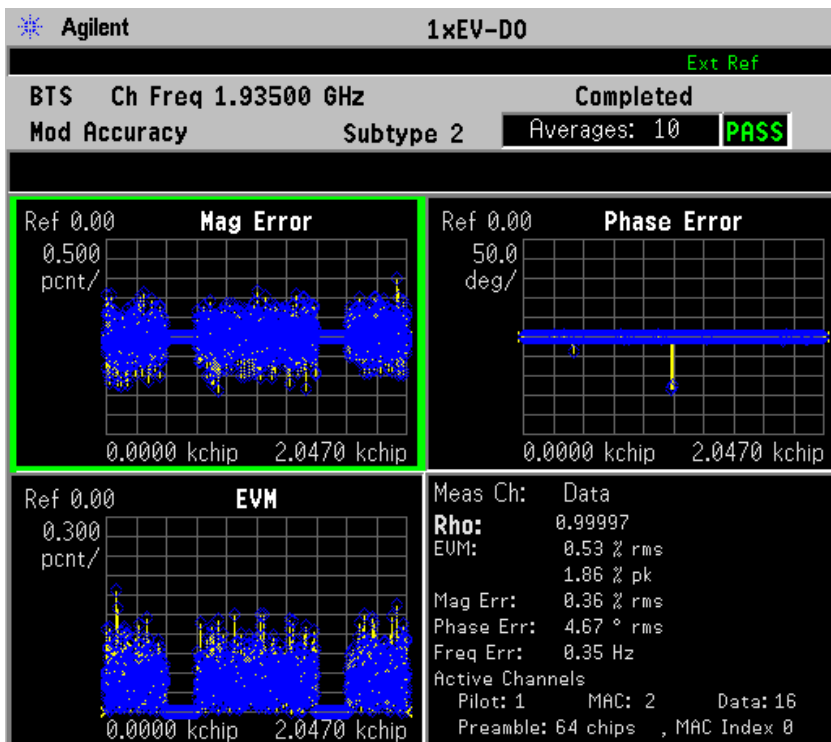 Agilent 1xEV-DO
Ext Ref
BTS Ch Freq 1.93500 GHz Completed
Mod Accuracy Subtype 2 Averages: 10 PASS
Ref 0.00 Mag Error
0.500
pcnt/
0.0000 kchip 2.0470 kchip
Ref 0.00 Phase Error
50.0
deg/
0.0000 kchip 2.0470 kchip
Ref 0.00 EVM
0.300
pcnt/
0.0000 kchip 2.0470 kchip
Meas Ch: Data
Rho: 0.99997
EVM: 0.53 % rms
1.86 % pk
Mag Err: 0.36 % rms
Phase Err: 4.67 ° rms
Freq Err: 0.35 Hz
Active Channels
Pilot: 1 MAC: 2 Data: 16
Preamble: 64 chips , MAC Index 0